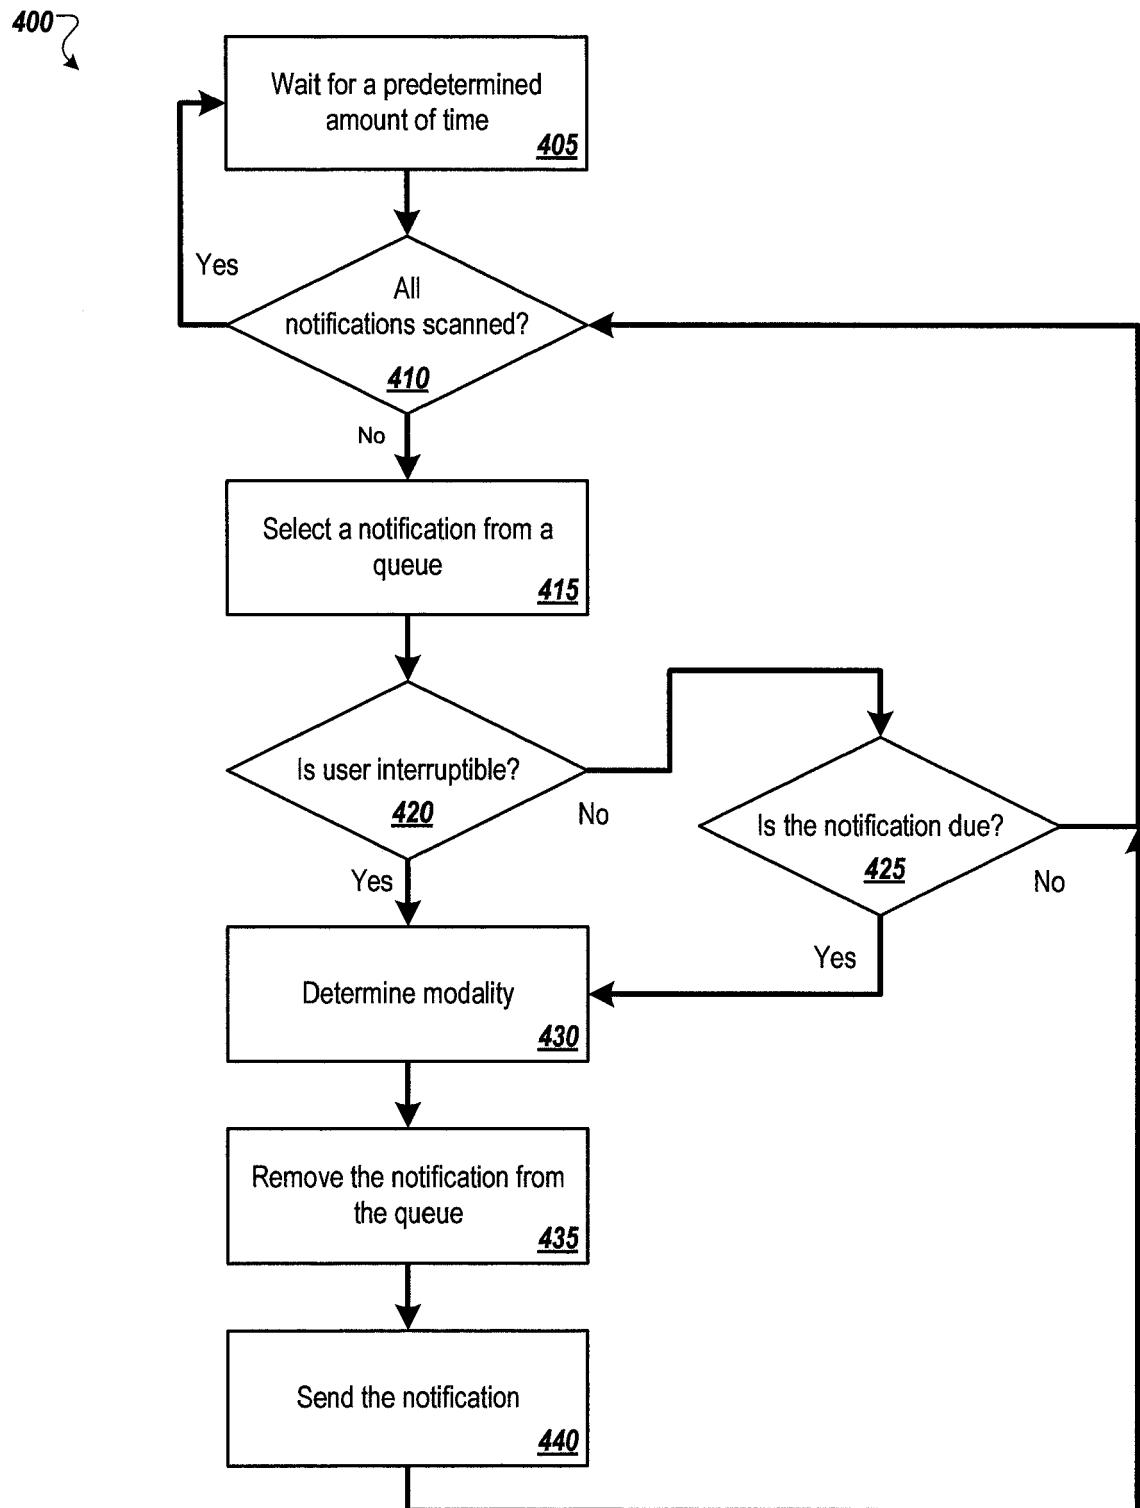 400
Wait for a predetermined
amount of time
405
Yes
All
notifications scanned?
410
No
Select a notification from a
queue
415
Is user interruptible?
420
No
Is the notification due?
425
No
Yes
Yes
Determine modality
430
Remove the notification from
the queue
435
Send the notification
440